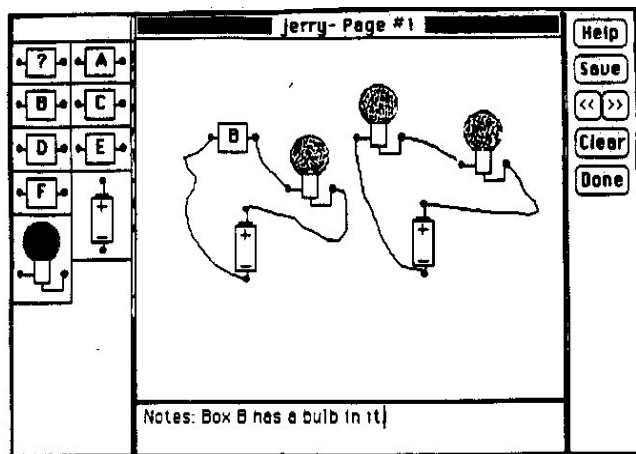 jerry- Page #1
Help
Save
<< >>
Clear
Done
? A
B C
D E
F
+
−
B
+
−
+
−
Notes: Box B has a bulb in it.